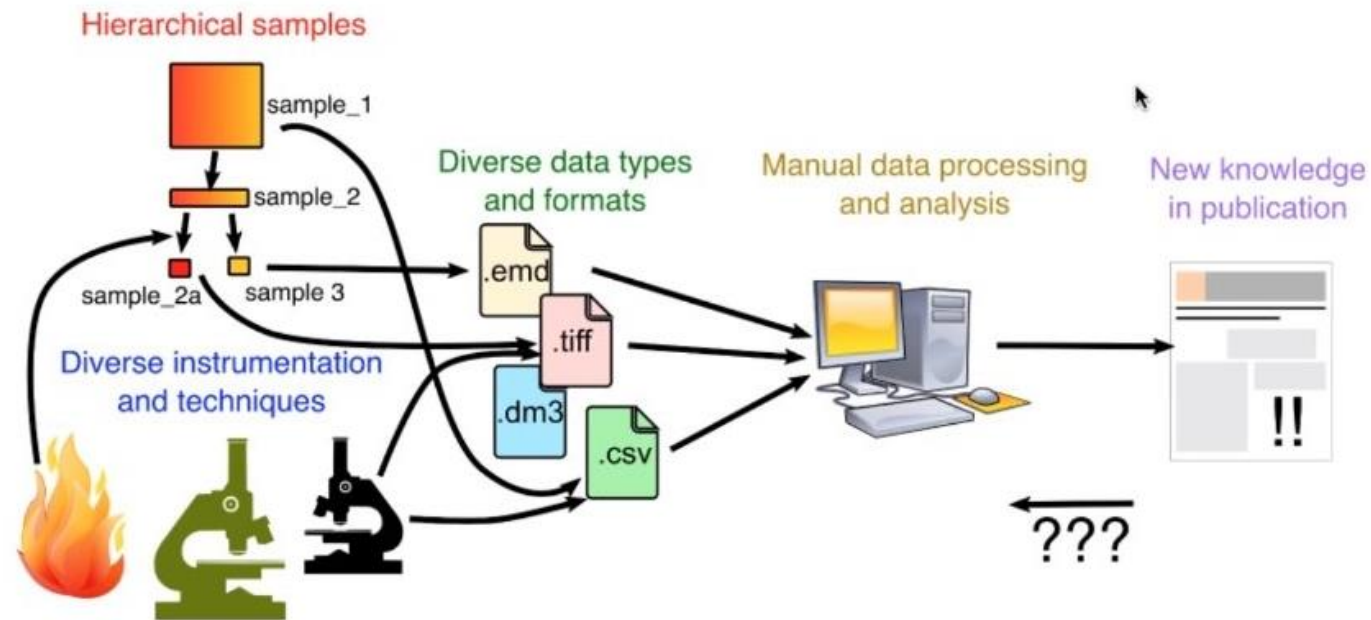 Hierarchical samples
sample_1
sample_2
sample_2a
sample 3
Diverse instrumentation
and techniques
Diverse data types
and formats
.emd
.tiff
.dm3
.csv
Manual data processing
and analysis
New knowledge
in publication
!!
???